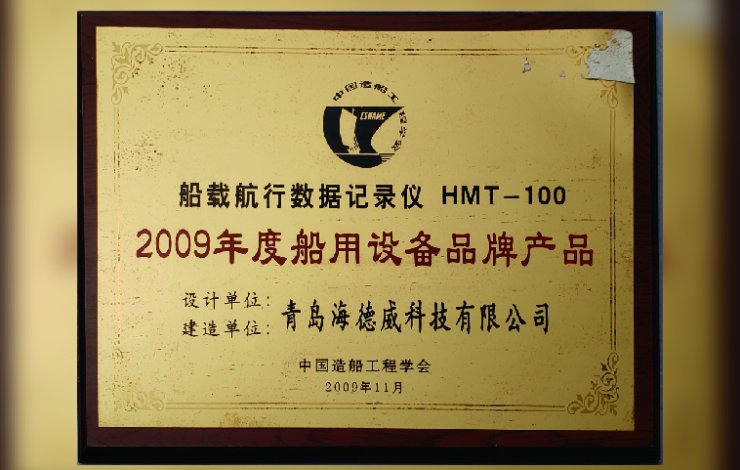 中国造船工程学会
CSNAME
船载航行数据记录仪 HMT-100
2009年度船用设备品牌产品
设计单位：
建造单位：
青岛海德威科技有限公司
中国造船工程学会
2009年11月